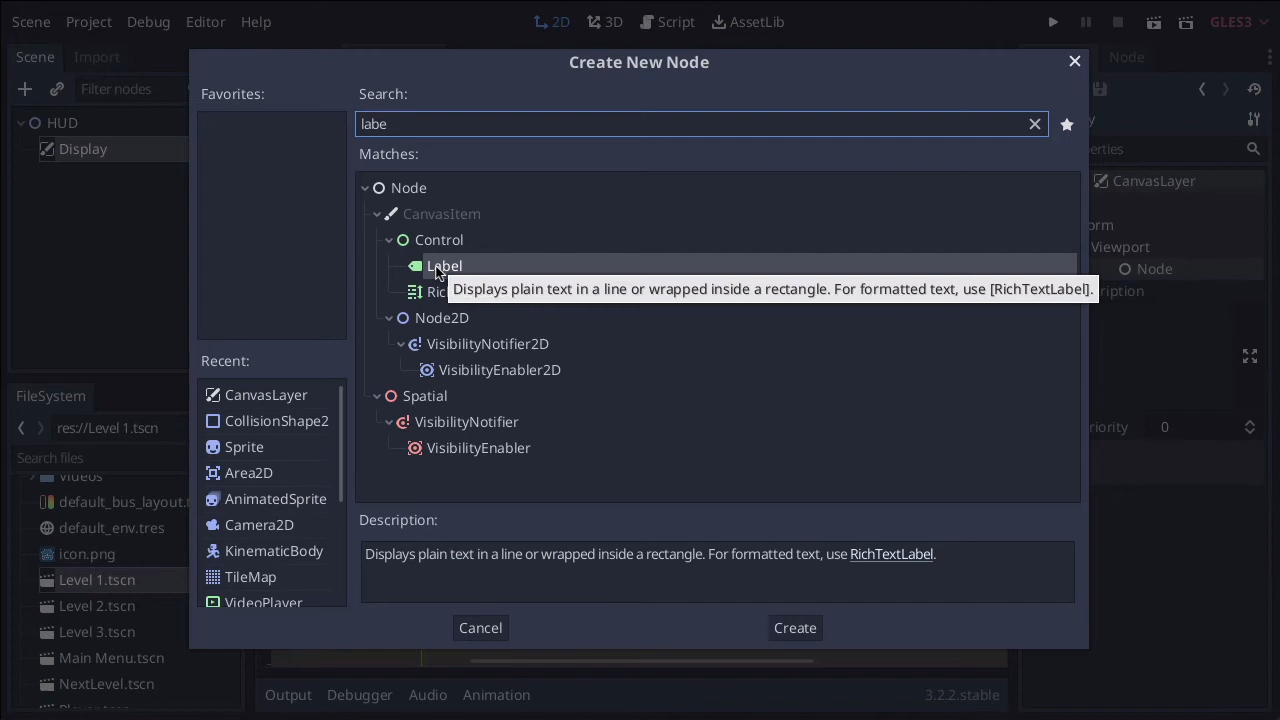 Scene Project Debug Editor Help 2D 3D Script AssetLib GLES3
Scene Import Node
Create New Node
Filter nodes
HUD
Display
Favorites:
Search:
labe
Matches:
Node
CanvasItem
Control
Label
Displays plain text in a line or wrapped inside a rectangle. For formatted text, use [RichTextLabel].
Ric
Node2D
VisibilityNotifier2D
VisibilityEnabler2D
Spatial
VisibilityNotifier
VisibilityEnabler
Recent:
CanvasLayer
CollisionShape2
Sprite
Area2D
AnimatedSprite
Camera2D
KinematicBody
TileMap
VideoPlayer
Description:
Displays plain text in a line or wrapped inside a rectangle. For formatted text, use RichTextLabel.
Cancel Create
FileSystem
res://Level 1.tscn
Search files
Videos
default_bus_layout.t
default_env.tres
icon.png
Level 1.tscn
Level 2.tscn
Level 3.tscn
Main Menu.tscn
NextLevel.tscn
CanvasLayer
Viewport
Node
0
Output Debugger Audio Animation 3.2.2.stable